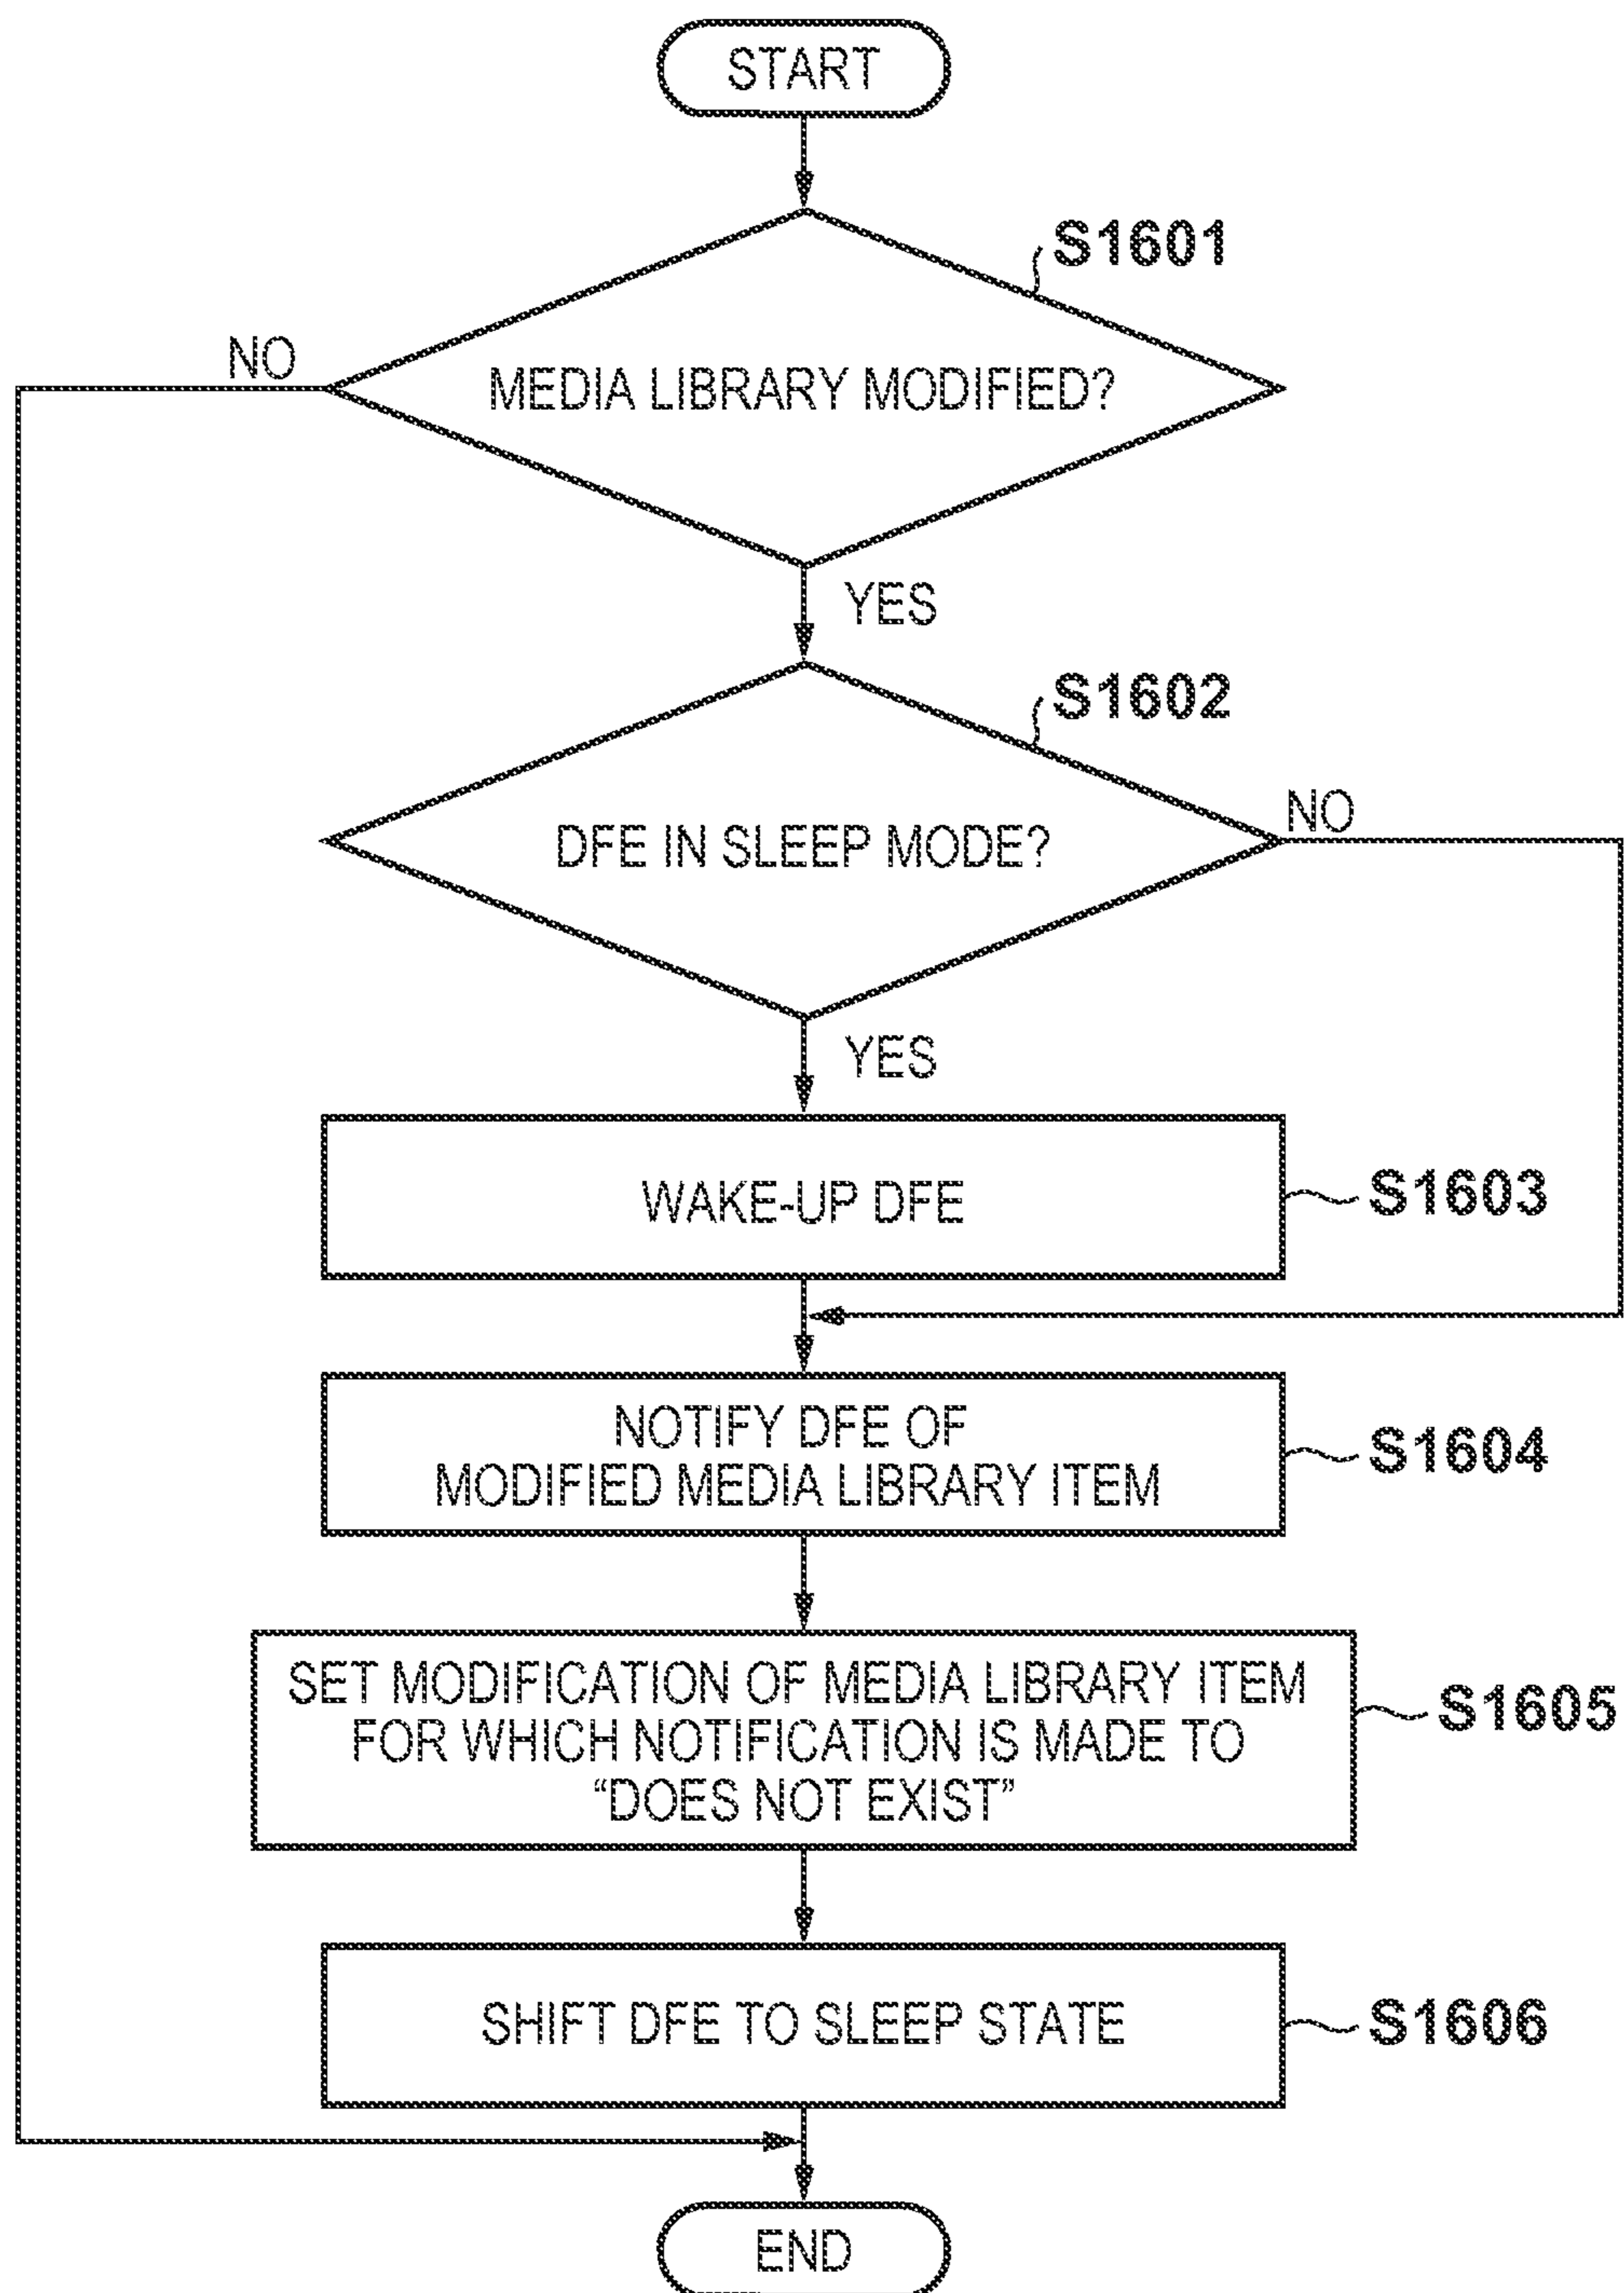 START
S1601
NO
MEDIA LIBRARY MODIFIED?
YES
S1602
NO
DFE IN SLEEP MODE?
YES
WAKE-UP DFE
S1603
NOTIFY DFE OF
MODIFIED MEDIA LIBRARY ITEM
S1604
SET MODIFICATION OF MEDIA LIBRARY ITEM
FOR WHICH NOTIFICATION IS MADE TO
“DOES NOT EXIST”
S1605
SHIFT DFE TO SLEEP STATE
S1606
END